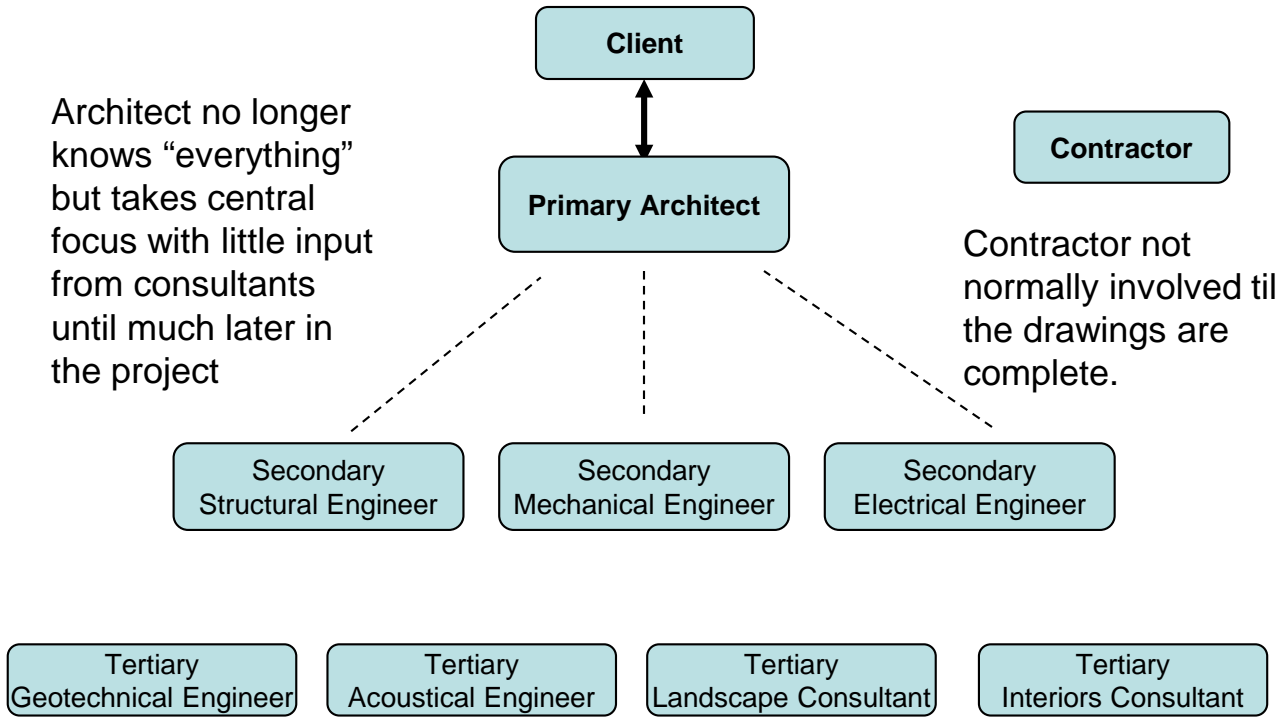 Client
Architect no longer
knows “everything”
but takes central
focus with little input
from consultants
until much later in
the project
Primary Architect
Contractor
Contractor not
normally involved til
the drawings are
complete.
Secondary
Structural Engineer
Secondary
Mechanical Engineer
Secondary
Electrical Engineer
Tertiary
Geotechnical Engineer
Tertiary
Acoustical Engineer
Tertiary
Landscape Consultant
Tertiary
Interiors Consultant